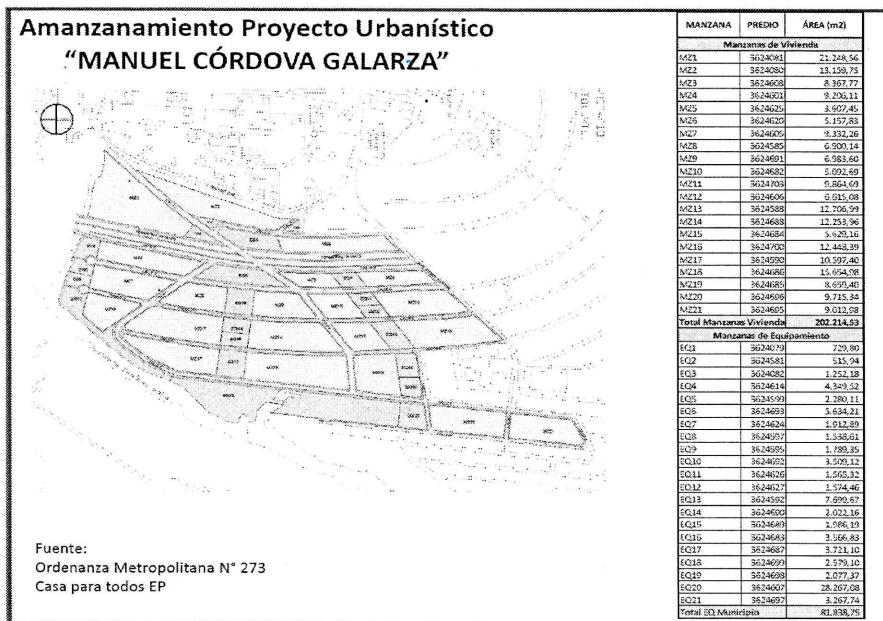 Amanzanamiento Proyecto Urbanístico
“MANUEL CÓRDOVA GALARZA”
MANZANA PREDIO ÁREA (m2)
Manzanas de Vivienda
MZ1 3624081 21.248,56
MZ2 3624080 13.159,75
MZ3 3624608 8.367,77
MZ4 3624601 9.206,11
MZ5 3624625 3.607,45
MZ6 3624620 5.157,83
MZ7 3624605 9.332,26
MZ8 3624585 6.900,14
MZ9 3624691 6.983,60
MZ10 3624682 5.092,69
MZ11 3624703 9.864,69
MZ12 3624606 6.615,08
MZ13 3624588 12.706,99
MZ14 3624688 12.253,96
MZ15 3624684 5.629,16
MZ16 3624700 12.448,39
MZ17 3624590 10.597,40
MZ18 3624686 15.654,98
MZ19 3624685 8.659,40
MZ20 3624696 9.715,34
MZ21 3624695 9.012,98
Total Manzanas Vivienda 202.214,53
Manzanas de Equipamiento
EQ1 3624079 729,80
EQ2 3624581 515,94
EQ3 3624082 1.252,18
EQ4 3624614 4.349,52
EQ5 3624599 2.280,11
EQ6 3624693 5.634,21
EQ7 3624624 1.912,89
EQ8 3624597 1.538,61
EQ9 3624595 1.789,35
EQ10 3624692 3.509,12
EQ11 3624626 1.565,32
EQ12 3624627 1.574,46
EQ13 3624592 7.699,67
EQ14 3624690 2.022,16
EQ15 3624689 1.986,19
EQ16 3624683 3.566,83
EQ17 3624687 3.721,10
EQ18 3624699 2.579,10
EQ19 3624698 2.077,37
EQ20 3624607 28.267,08
EQ21 3624697 3.267,74
Total EQ Municipio 81.838,75
Fuente:
Ordenanza Metropolitana N° 273
Casa para todos EP